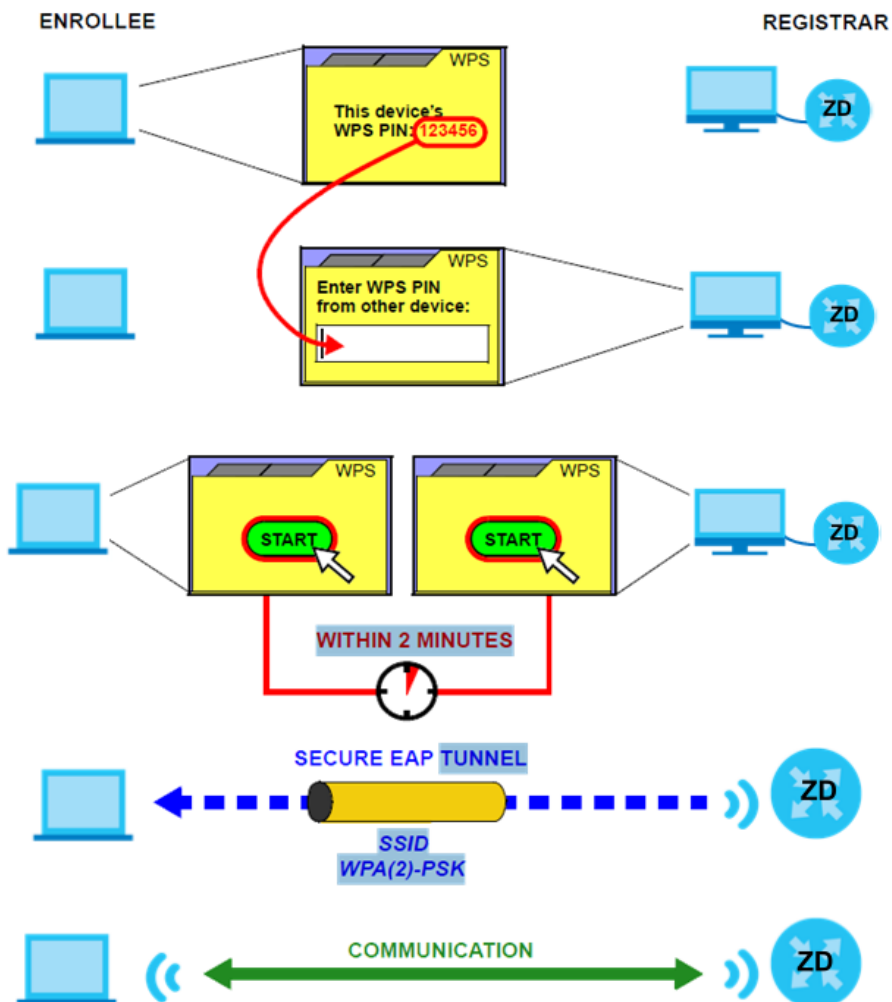 ENROLLEE
REGISTRAR
WPS
This device's
WPS PIN: 123456
ZD
WPS
Enter WPS PIN
from other device:
ZD
WPS
START
WPS
START
ZD
WITHIN 2 MINUTES
SECURE EAP TUNNEL
ZD
SSID
WPA(2)-PSK
COMMUNICATION
ZD